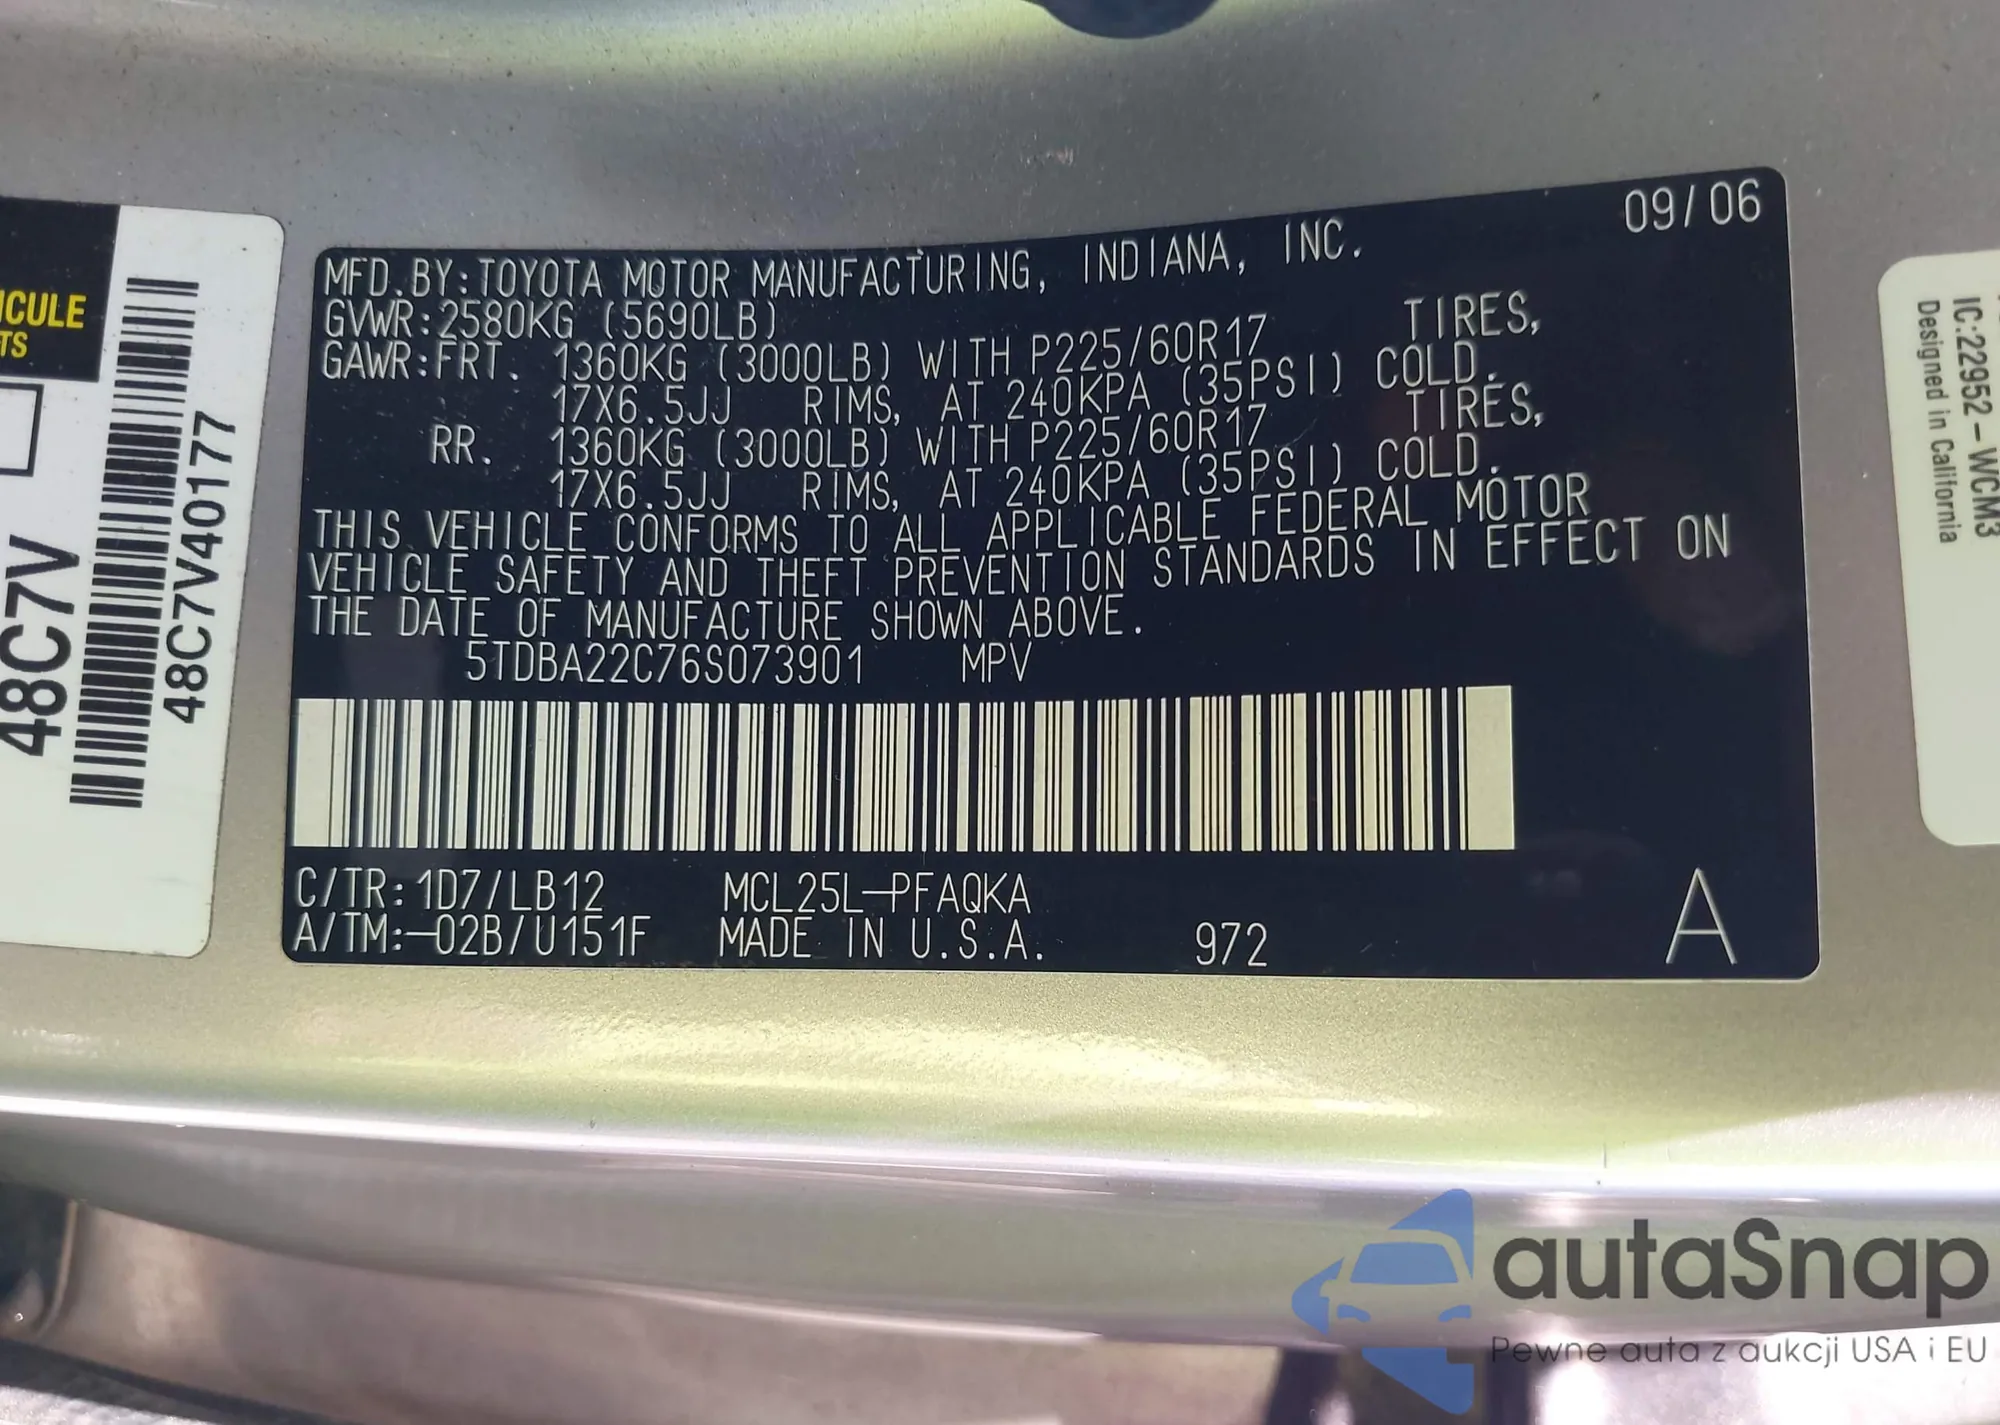 09/06
MFD.BY:TOYOTA MOTOR MANUFACTURING, INDIANA, INC.
GVWR:2580KG (5690LB)
GAWR:FRT. 1360KG (3000LB) WITH P225/60R17 TIRES,
17X6.5JJ RIMS, AT 240KPA (35PSI) COLD.
RR. 1360KG (3000LB) WITH P225/60R17 TIRES,
17X6.5JJ RIMS, AT 240KPA (35PSI) COLD.
THIS VEHICLE CONFORMS TO ALL APPLICABLE FEDERAL MOTOR
VEHICLE SAFETY AND THEFT PREVENTION STANDARDS IN EFFECT ON
THE DATE OF MANUFACTURE SHOWN ABOVE.
5TDBA22C76S073901 MPV
C/TR:1D7/LB12 MCL25L-PFAQKA
A/TM:-02B/U151F MADE IN U.S.A. 972 A
ICULE
TS
48C7V
48C7V40177
IC:22952-WCM3
Designed in California
autaSnap
Pewne auta z aukcji USA i EU